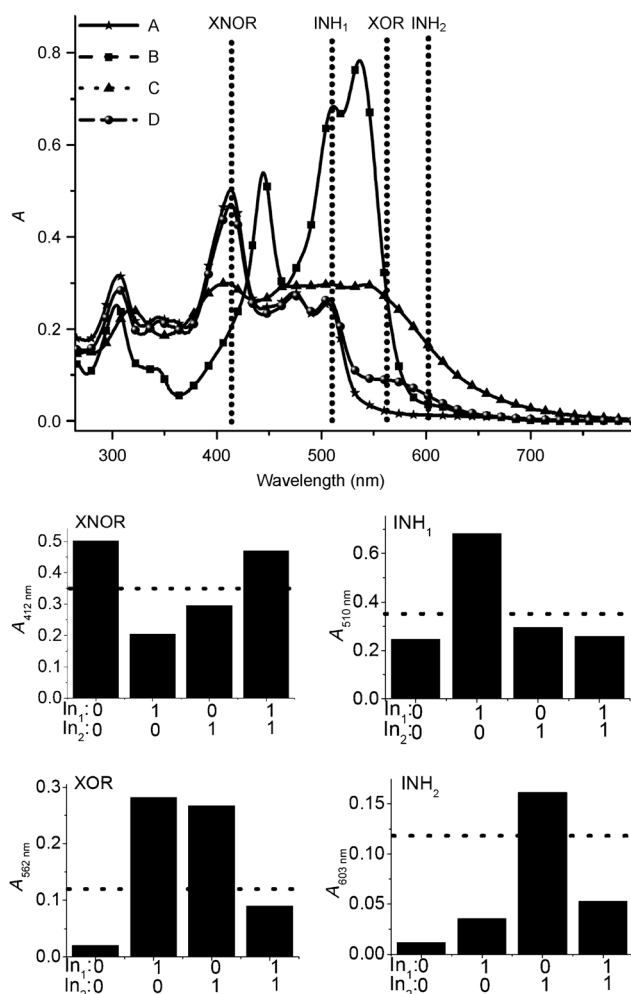 XNOR INH₁ XOR INH₂
A
B
C
D
0.8
0.6
0.4
0.2
0.0
A
300 400 500 600 700
Wavelength (nm)
XNOR
0.5
0.4
0.3
0.2
0.1
0.0
A412 nm
In₁:0 1 0 1
In₂:0 0 1 1
INH₁
0.6
0.4
0.2
0.0
A510 nm
In₁:0 1 0 1
In₂:0 0 1 1
XOR
0.3
0.2
0.1
0.0
A562 nm
In₁:0 1 0 1
In₂:0 0 1 1
INH₂
0.15
0.10
0.05
0.00
A603 nm
In₁:0 1 0 1
In₂:0 0 1 1